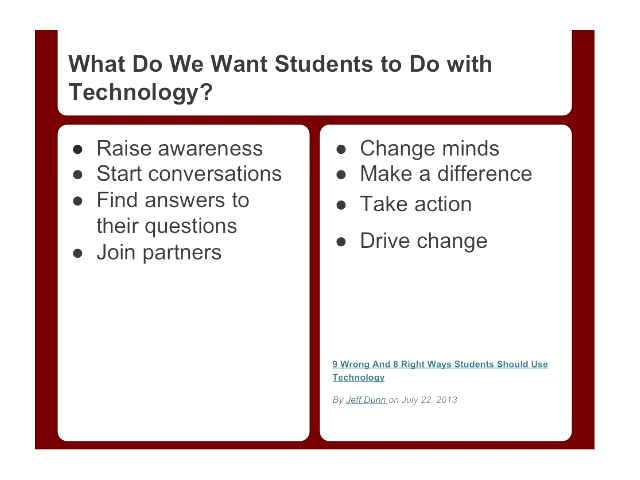 What Do We Want Students to Do with
Technology?
● Raise awareness
● Start conversations
● Find answers to
their questions
● Join partners
● Change minds
● Make a difference
● Take action
● Drive change
9 Wrong And 8 Right Ways Students Should Use
Technology
By Jeff Dunn on July 22, 2013